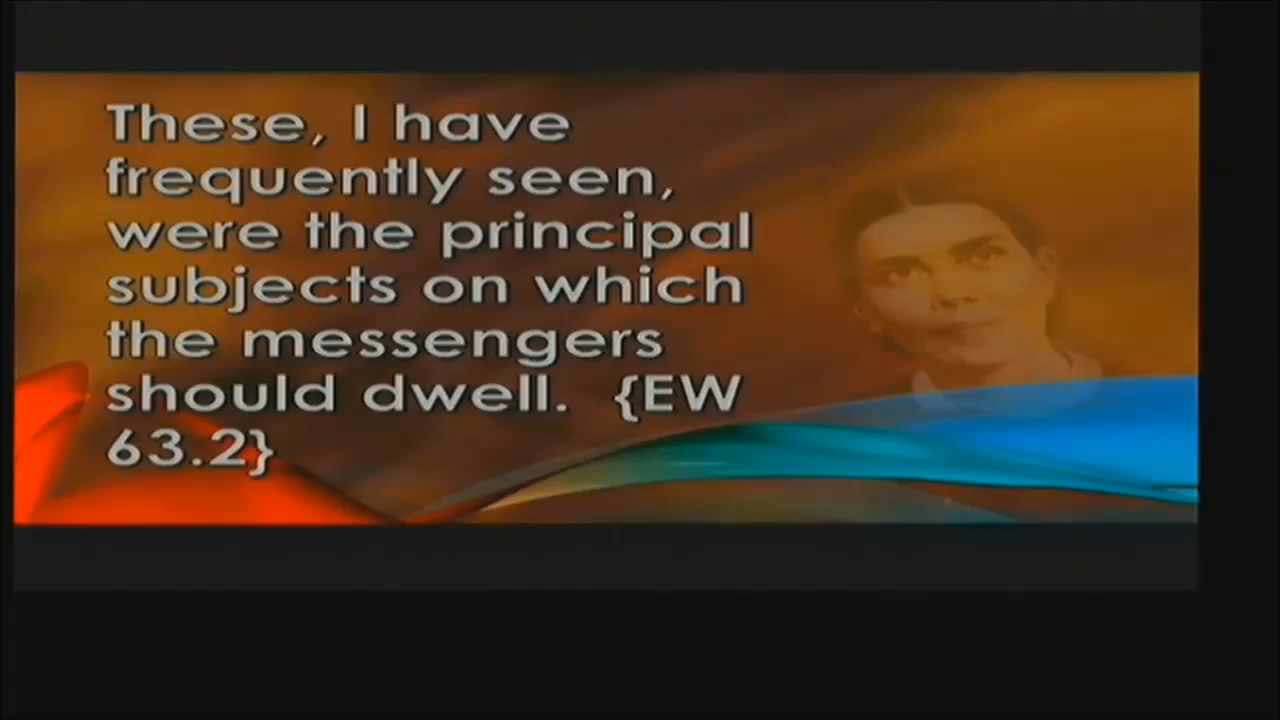 These, I have
frequently seen,
were the principal
subjects on which
the messengers
should dwell.  {EW
63.2}